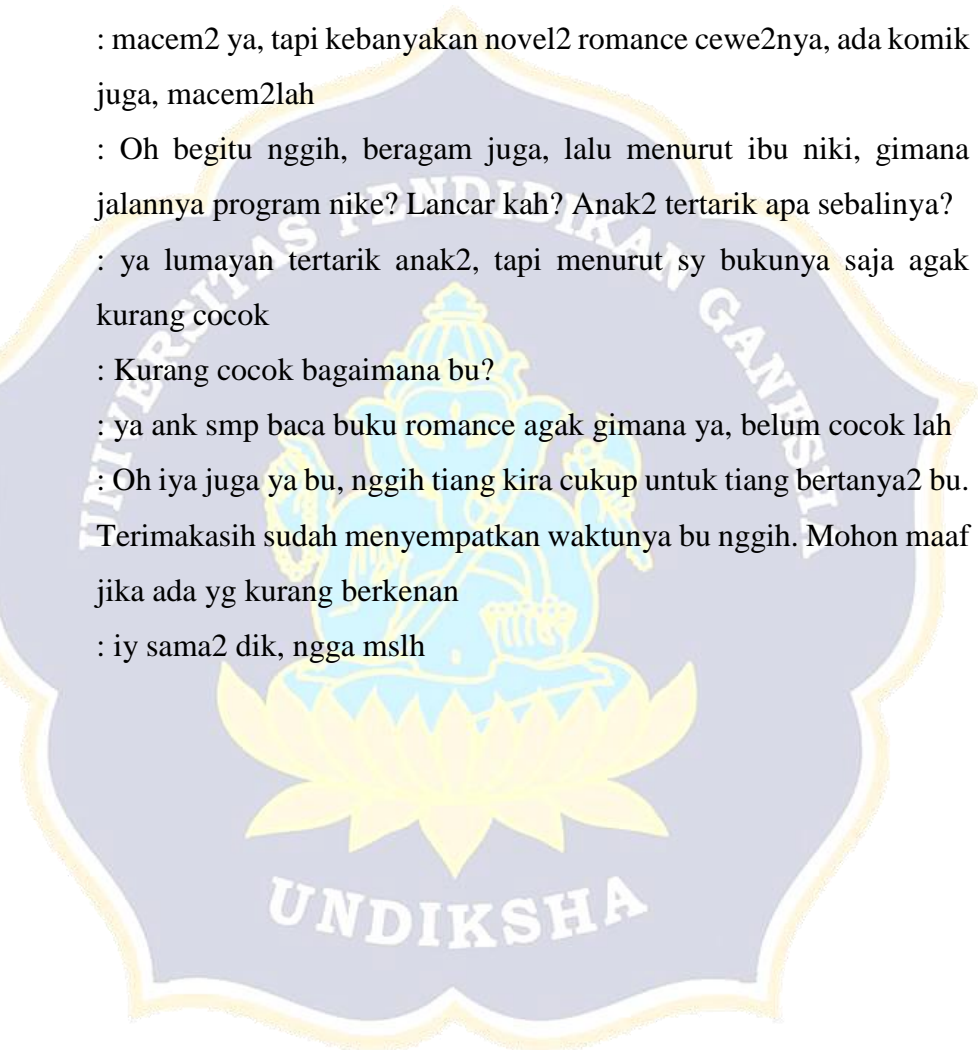 : macem2 ya, tapi kebanyakan novel2 romance cewe2nya, ada komik
juga, macem2lah
: Oh begitu nggih, beragam juga, lalu menurut ibu niki, gimana
jalannya program nike? Lancar kah? Anak2 tertarik apa sebalinya?
: ya lumayan tertarik anak2, tapi menurut sy bukunya saja agak
kurang cocok
: Kurang cocok bagaimana bu?
: ya ank smp baca buku romance agak gimana ya, belum cocok lah
: Oh iya juga ya bu, nggih tiang kira cukup untuk tiang bertanya2 bu.
Terimakasih sudah menyempatkan waktunya bu nggih. Mohon maaf
jika ada yg kurang berkenan
: iy sama2 dik, ngga mslh
UNIVERSITAS PENDIDIKAN GANESHA
UNDIKSHA